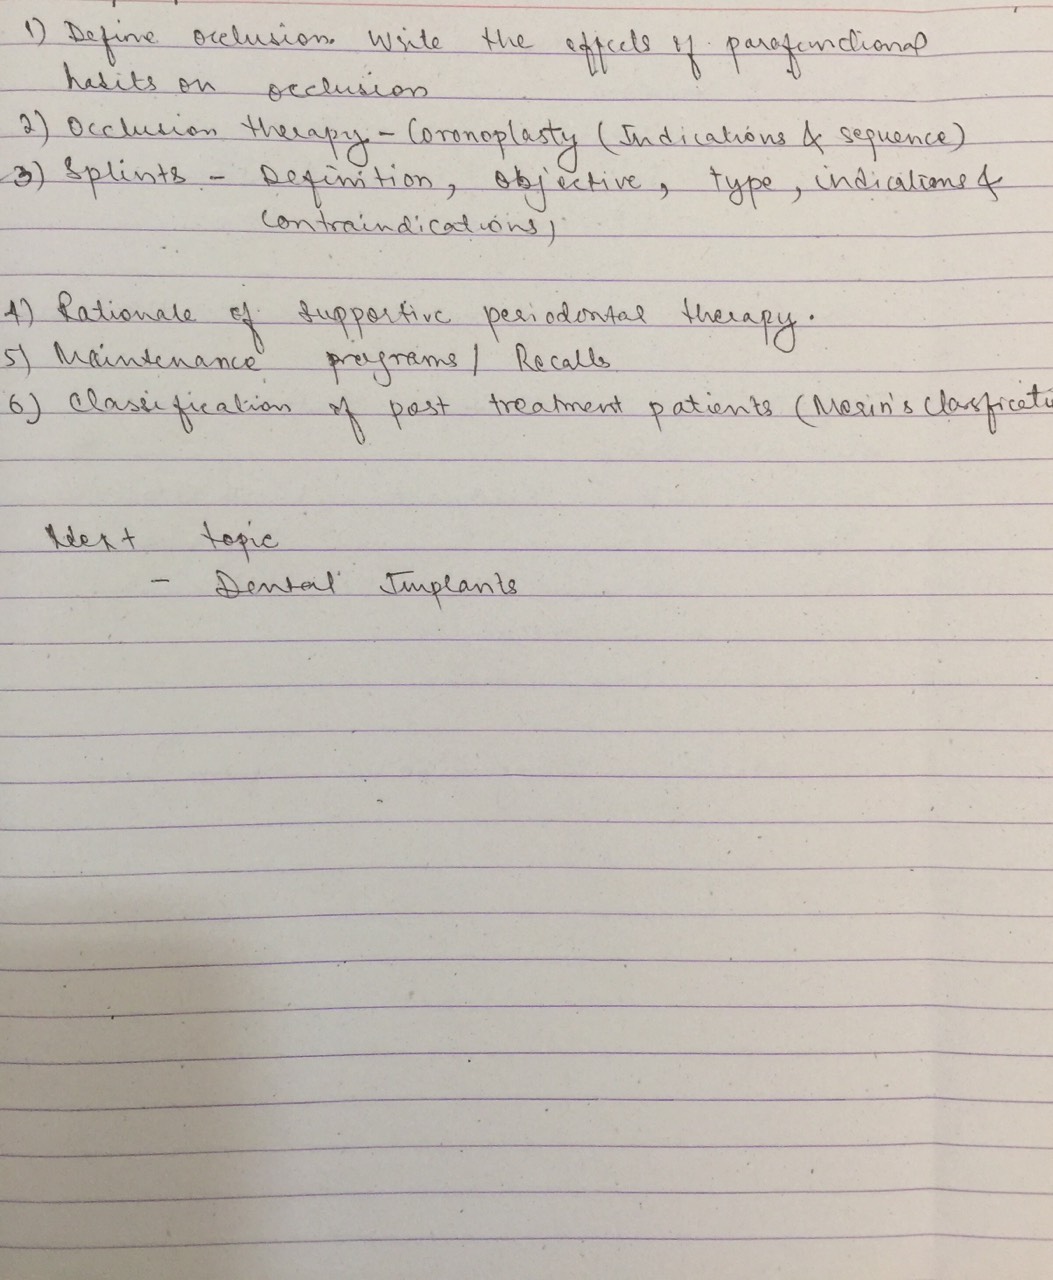 1) Define occlusion. Write the effects of parafunctional
habits on occlusion
2) Occlusion therapy - Coronoplasty (Indications & sequence)
3) Splints - Definition, objective, type, indications &
contraindications)
4) Rationale of supportive periodontal therapy.
5) Maintenance programs / Recalls
6) Classification of post treatment patients (Merin's Clasficati
Next topic
- Dental Implants